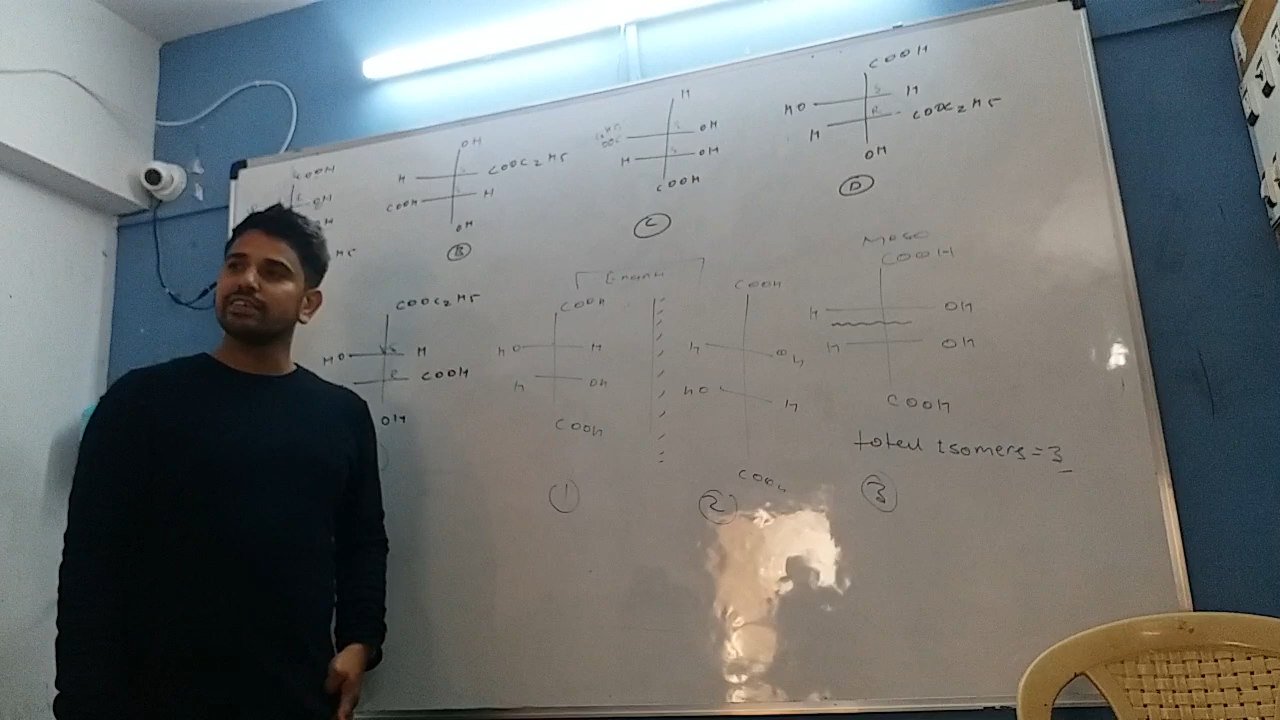 COOH
OH
OH
H COOC2H5
COOH H
OH
B
H
OH
H OH
COOH
C
COOH
HO S H
H R COOC2H5
OH
D
COOC2H5
HO S H
R COOH
OH
Enanti
COOH
HO H
H OH
COOH
1
COOH
H OH
HO H
COOH
2
Meso
COOH
H OH
H OH
COOH
total isomers = 3
3